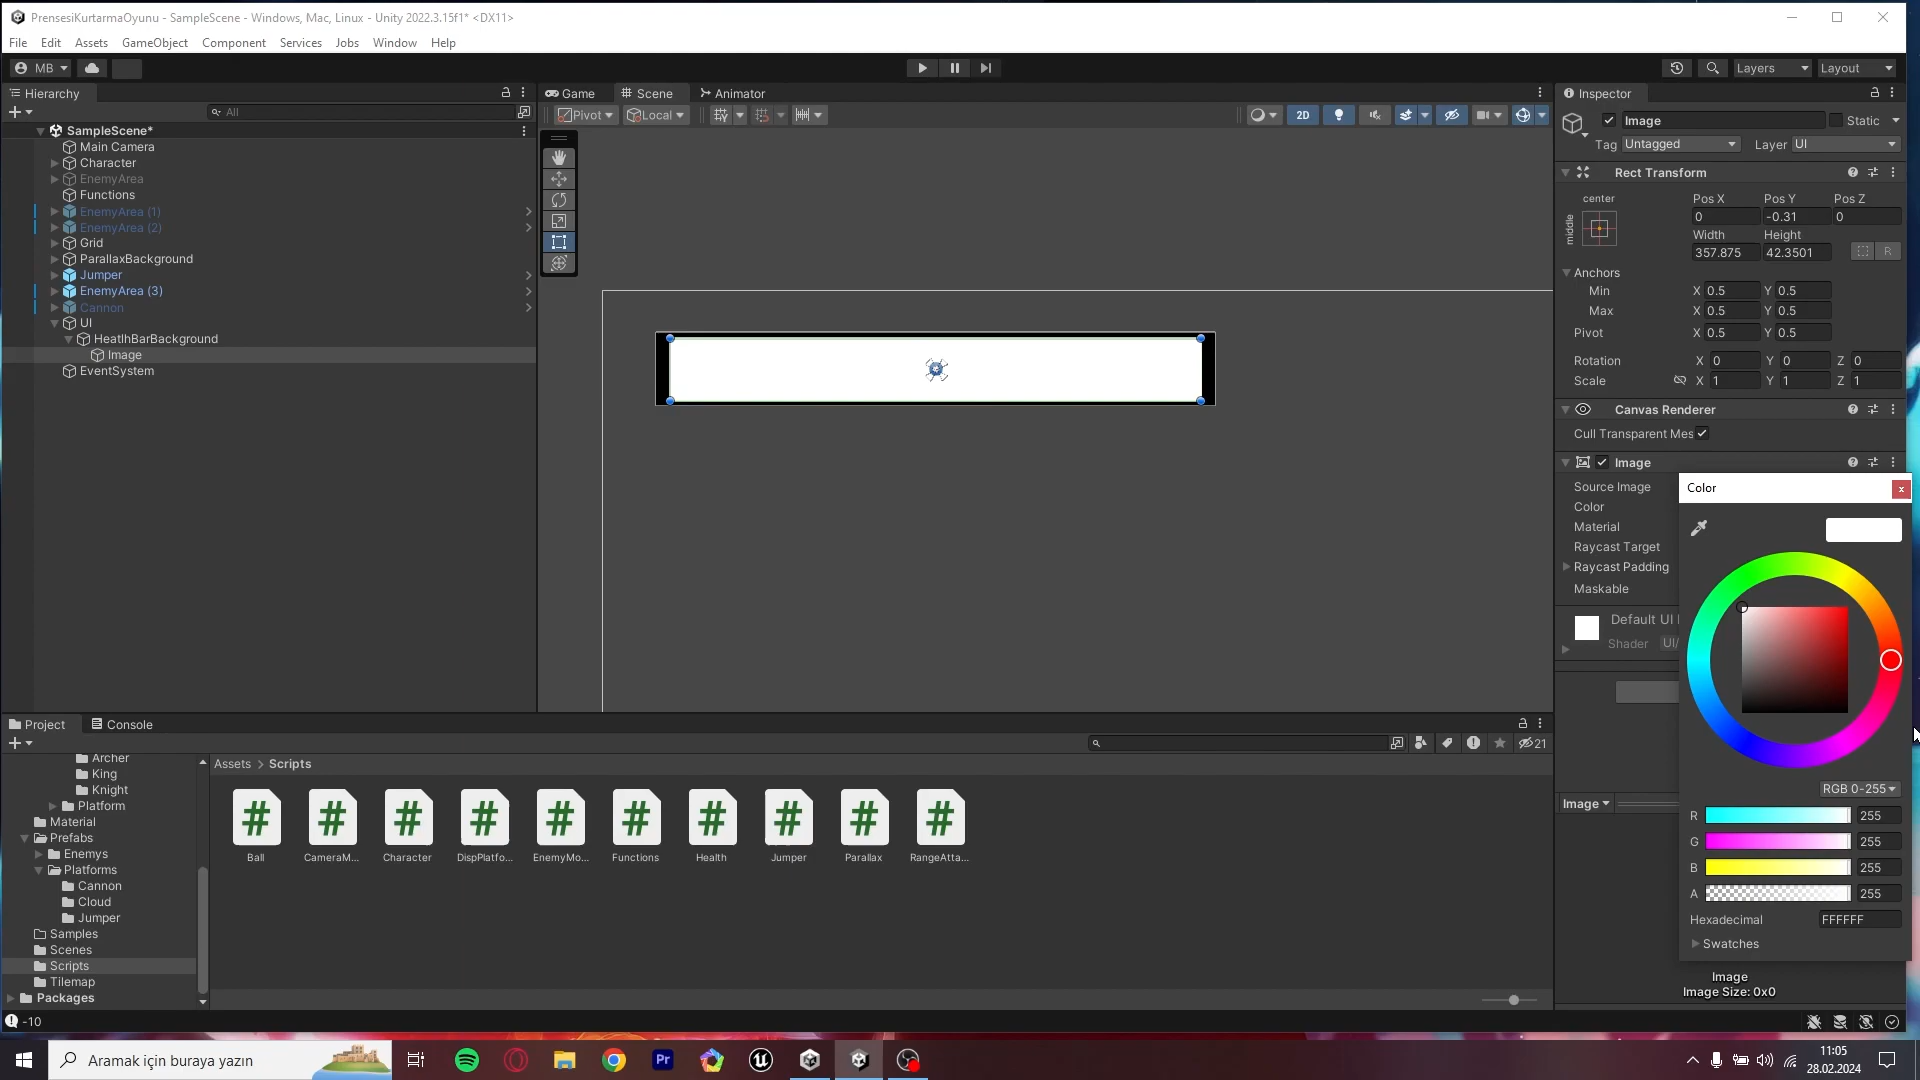 PrensesiKurtarmaOyunu - SampleScene - Windows, Mac, Linux - Unity 2022.3.15f1* <DX11>
File Edit Assets GameObject Component Services Jobs Window Help
MB Layers Layout
Hierarchy
All
SampleScene*
Main Camera
Character
EnemyArea
Functions
EnemyArea (1)
EnemyArea (2)
Grid
ParallaxBackground
Jumper
EnemyArea (3)
Cannon
UI
HeatlhBarBackground
Image
EventSystem
Game Scene Animator
Pivot Local 2D
Inspector
Image Static
Tag Untagged Layer UI
Rect Transform
center
middle
Pos X Pos Y Pos Z
0 -0.31 0
Width Height
357.875 42.3501 R
Anchors
Min X 0.5 Y 0.5
Max X 0.5 Y 0.5
Pivot X 0.5 Y 0.5
Rotation X 0 Y 0 Z 0
Scale X 1 Y 1 Z 1
Canvas Renderer
Cull Transparent Mes
Image
Source Image
Color
Material
Raycast Target
Raycast Padding
Maskable
Default UI
Shader UI/
Image
Color x
RGB 0-255
R 255
G 255
B 255
A 255
Hexadecimal FFFFFF
Swatches
Image
Image Size: 0x0
Project Console
21
Archer
King
Knight
Platform
Material
Prefabs
Enemys
Platforms
Cannon
Cloud
Jumper
Samples
Scenes
Scripts
Tilemap
Packages
Assets > Scripts
Ball CameraM... Character DispPlatfo... EnemyMo... Functions Health Jumper Parallax RangeAtta...
-10
Aramak için buraya yazın
Pr
11:05
28.02.2024